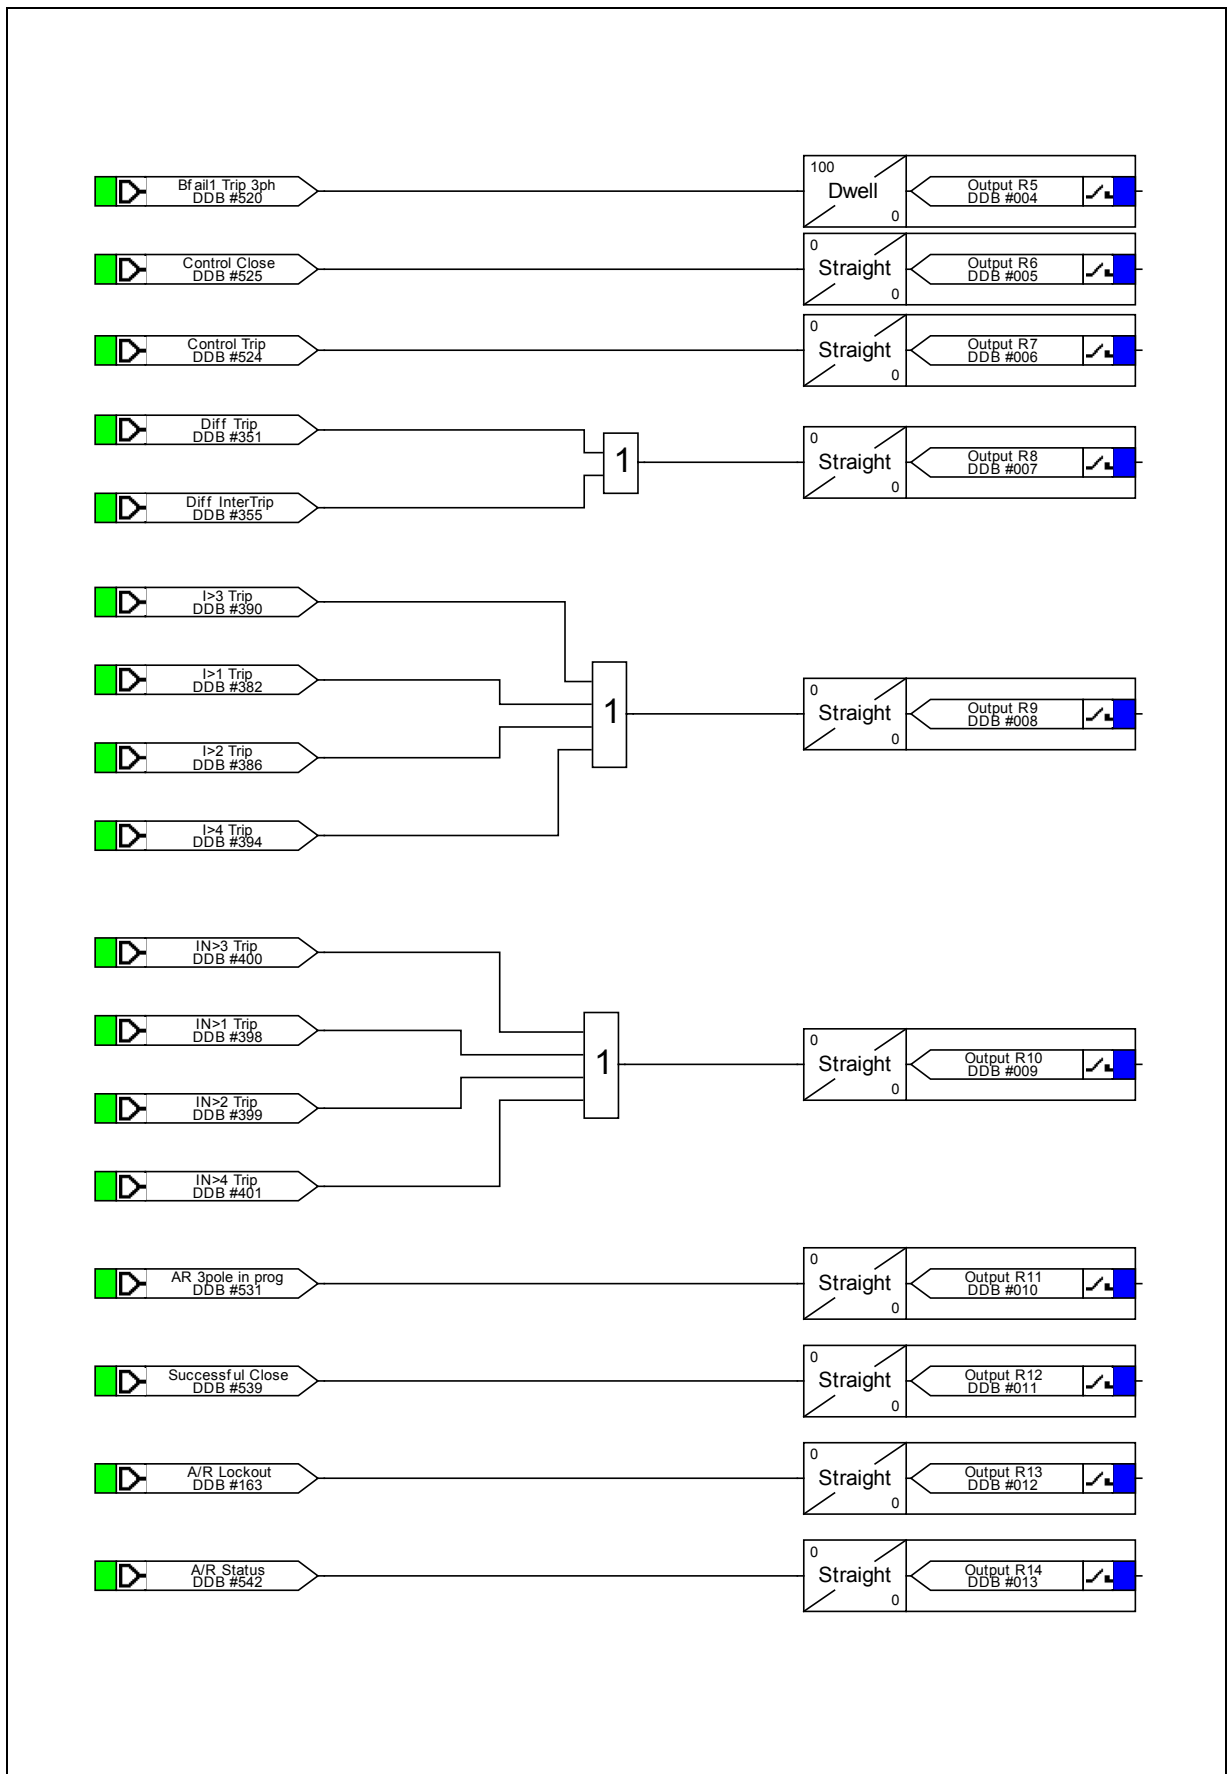 Bfail1 Trip 3ph
DDB #520
100
Dwell
0
Output R5
DDB #004
Control Close
DDB #525
0
Straight
0
Output R6
DDB #005
Control Trip
DDB #524
0
Straight
0
Output R7
DDB #006
Diff Trip
DDB #351
Diff InterTrip
DDB #355
1
0
Straight
0
Output R8
DDB #007
I>3 Trip
DDB #390
I>1 Trip
DDB #382
I>2 Trip
DDB #386
I>4 Trip
DDB #394
1
0
Straight
0
Output R9
DDB #008
IN>3 Trip
DDB #400
IN>1 Trip
DDB #398
IN>2 Trip
DDB #399
IN>4 Trip
DDB #401
1
0
Straight
0
Output R10
DDB #009
AR 3pole in prog
DDB #531
0
Straight
0
Output R11
DDB #010
Successful Close
DDB #539
0
Straight
0
Output R12
DDB #011
A/R Lockout
DDB #163
0
Straight
0
Output R13
DDB #012
A/R Status
DDB #542
0
Straight
0
Output R14
DDB #013